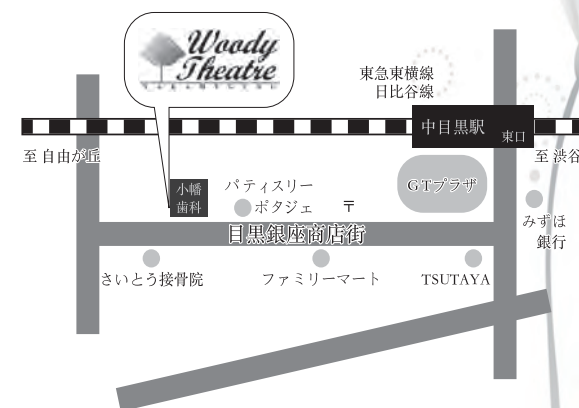 Woody
Theatre
NAKAMEGURO
東急東横線
日比谷線
中目黒駅
東口
至 自由が丘
至 渋谷
小幡
歯科
パティスリー
ポタジェ
〒
GTプラザ
みずほ
銀行
目黒銀座商店街
さいとう接骨院
ファミリーマート
TSUTAYA